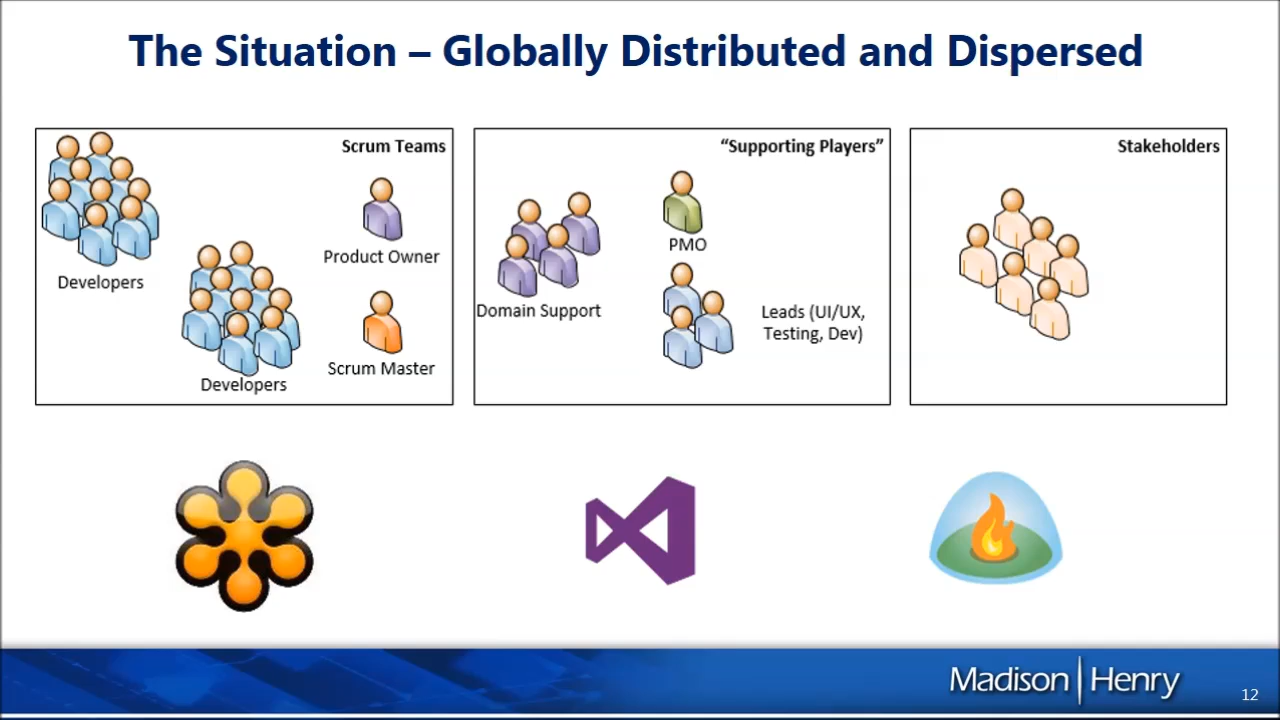 The Situation – Globally Distributed and Dispersed
Scrum Teams
Product Owner
Developers
Scrum Master
Developers
“Supporting Players”
PMO
Domain Support
Leads (UI/UX,
Testing, Dev)
Stakeholders
Madison | Henry
12